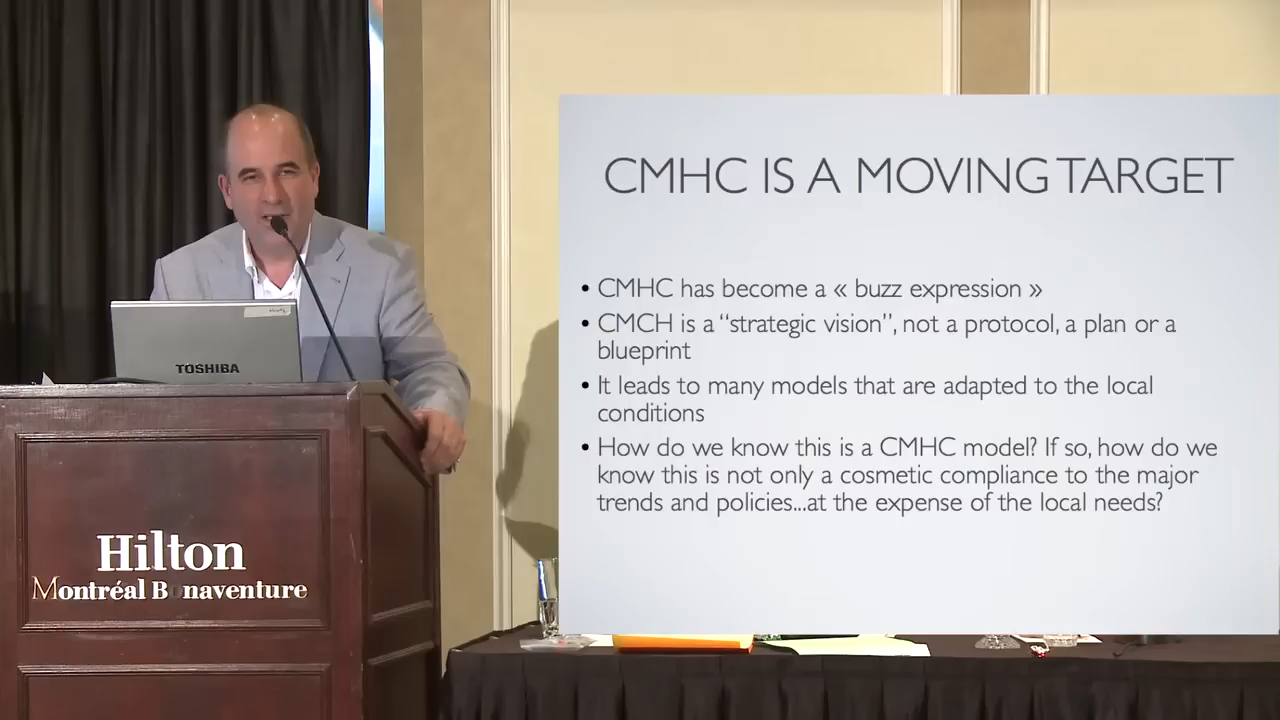 CMHC IS A MOVING TARGET
• CMHC has become a « buzz expression »
• CMCH is a “strategic vision”, not a protocol, a plan or a
blueprint
• It leads to many models that are adapted to the local
conditions
• How do we know this is a CMHC model? If so, how do we
know this is not only a cosmetic compliance to the major
trends and policies...at the expense of the local needs?
TOSHIBA
Hilton
Montréal B naventure